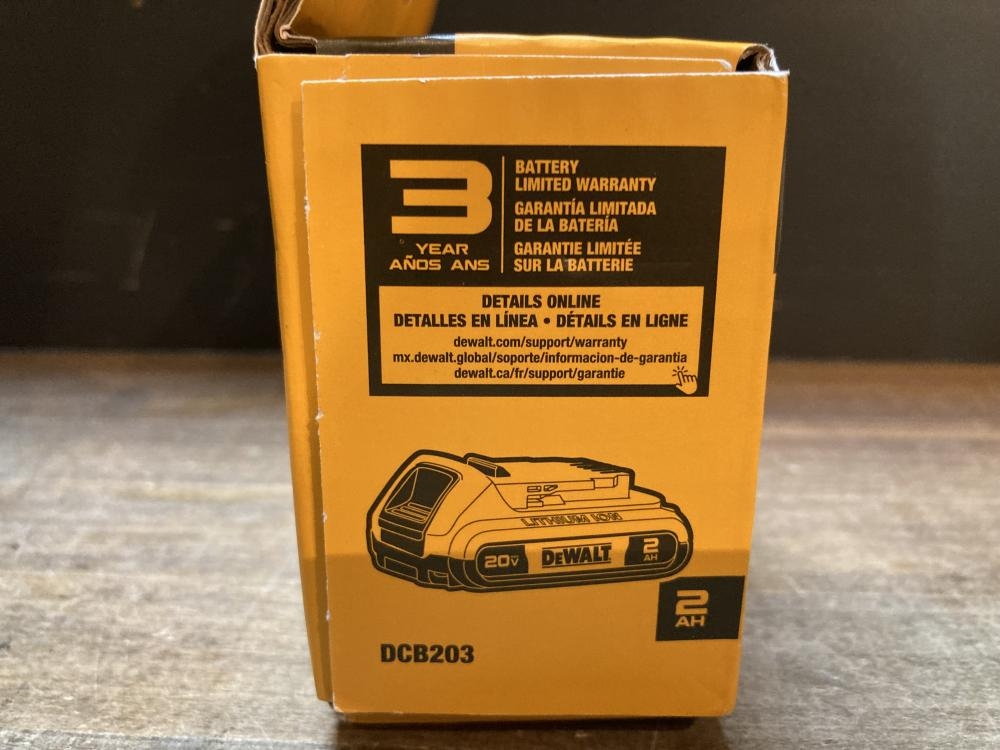 3
YEAR
AÑOS ANS
BATTERY
LIMITED WARRANTY
GARANTÍA LIMITADA
DE LA BATERÍA
GARANTIE LIMITÉE
SUR LA BATTERIE
DETAILS ONLINE
DETALLES EN LÍNEA • DÉTAILS EN LIGNE
dewalt.com/support/warranty
mx.dewalt.global/soporte/informacion-de-garantia
dewalt.ca/fr/support/garantie
LITHIUM ION
20V
DEWALT
2
AH
2
AH
DCB203